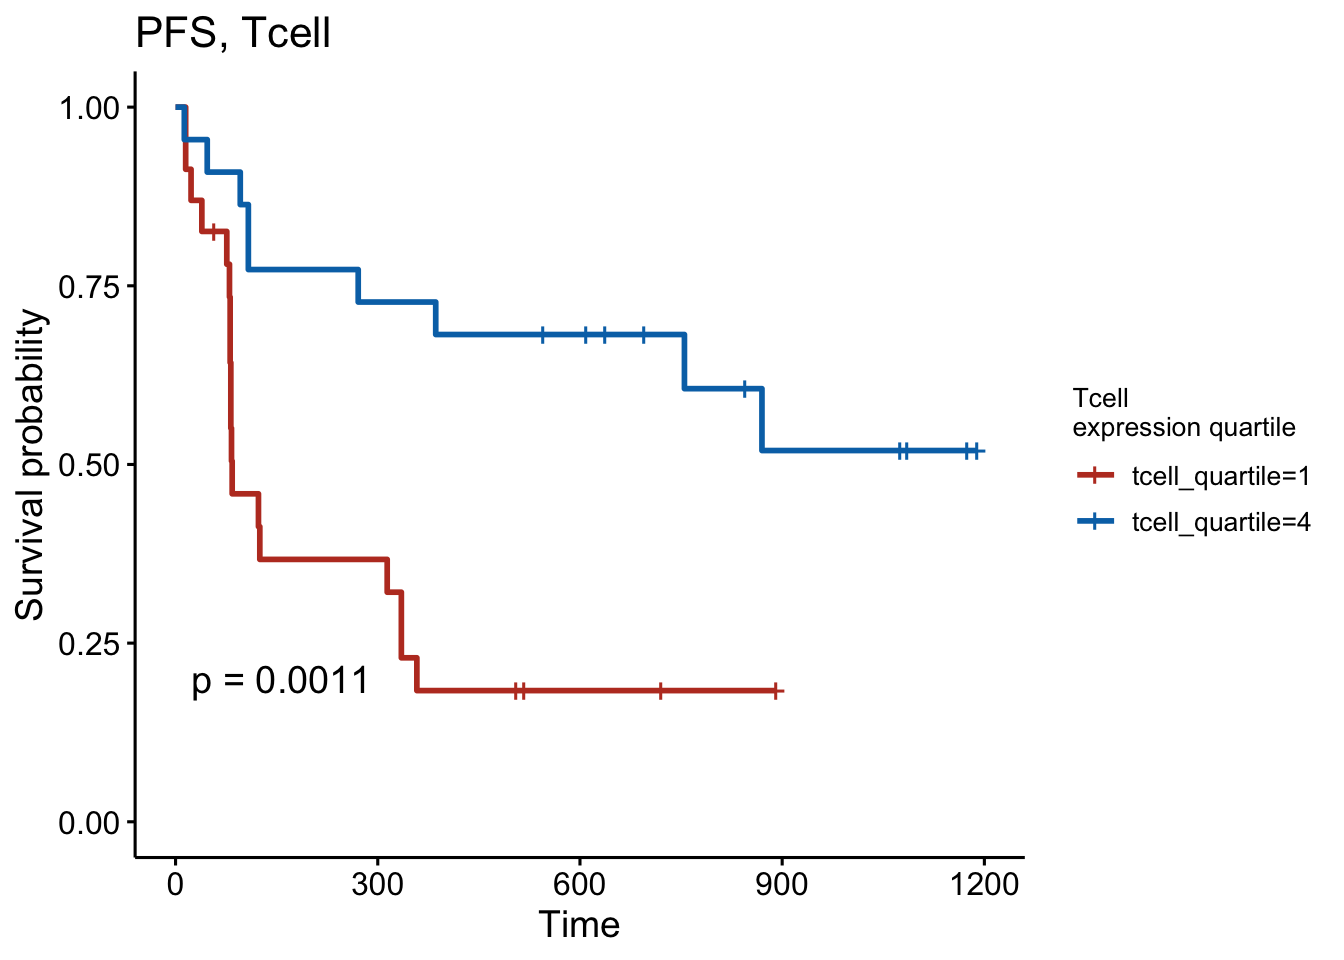 PFS, Tcell
Survival probability
1.00
0.75
0.50
0.25
0.00
p = 0.0011
0 300 600 900 1200
Time
Tcell
expression quartile
tcell_quartile=1
tcell_quartile=4